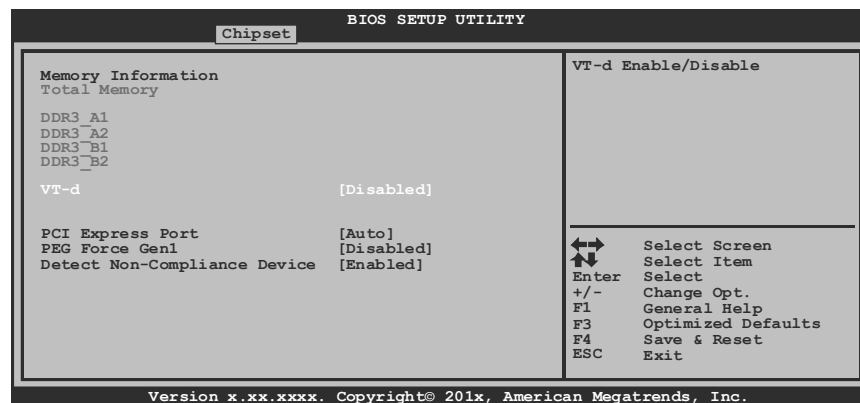 BIOS SETUP UTILITY
Chipset
Memory Information
Total Memory
DDR3_A1
DDR3_A2
DDR3_B1
DDR3_B2
VT-d [Disabled]
PCI Express Port [Auto]
PEG Force Gen1 [Disabled]
Detect Non-Compliance Device [Enabled]
VT-d Enable/Disable
Select Screen
Select Item
Enter Select
+/- Change Opt.
F1 General Help
F3 Optimized Defaults
F4 Save & Reset
ESC Exit
Version x.xx.xxxx. Copyright© 201x, American Megatrends, Inc.